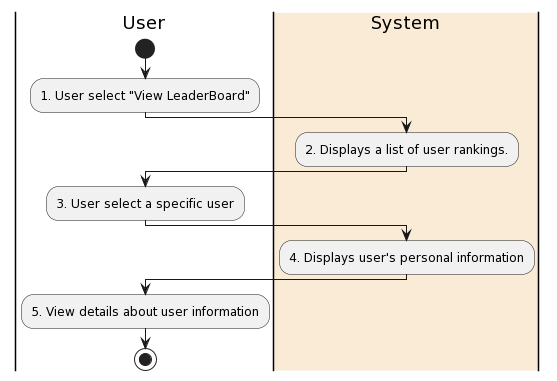 User
System
1. User select "View LeaderBoard"
2. Displays a list of user rankings.
3. User select a specific user
4. Displays user's personal information
5. View details about user information